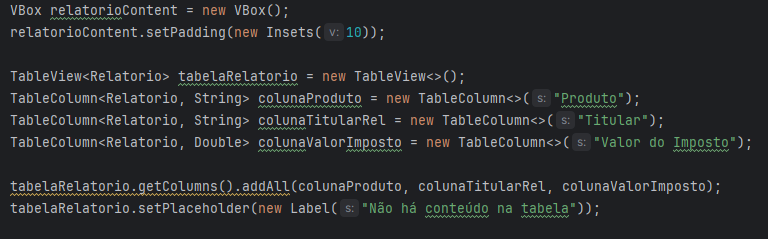 VBox relatorioContent = new VBox();
relatorioContent.setPadding(new Insets( v: 10));
TableView<Relatorio> tabelaRelatorio = new TableView<>();
TableColumn<Relatorio, String> colunaProduto = new TableColumn<>( s: "Produto");
TableColumn<Relatorio, String> colunaTitularRel = new TableColumn<>( s: "Titular");
TableColumn<Relatorio, Double> colunaValorImposto = new TableColumn<>( s: "Valor do Imposto");
tabelaRelatorio.getColumns().addAll(colunaProduto, colunaTitularRel, colunaValorImposto);
tabelaRelatorio.setPlaceholder(new Label( s: "Não há conteúdo na tabela"));